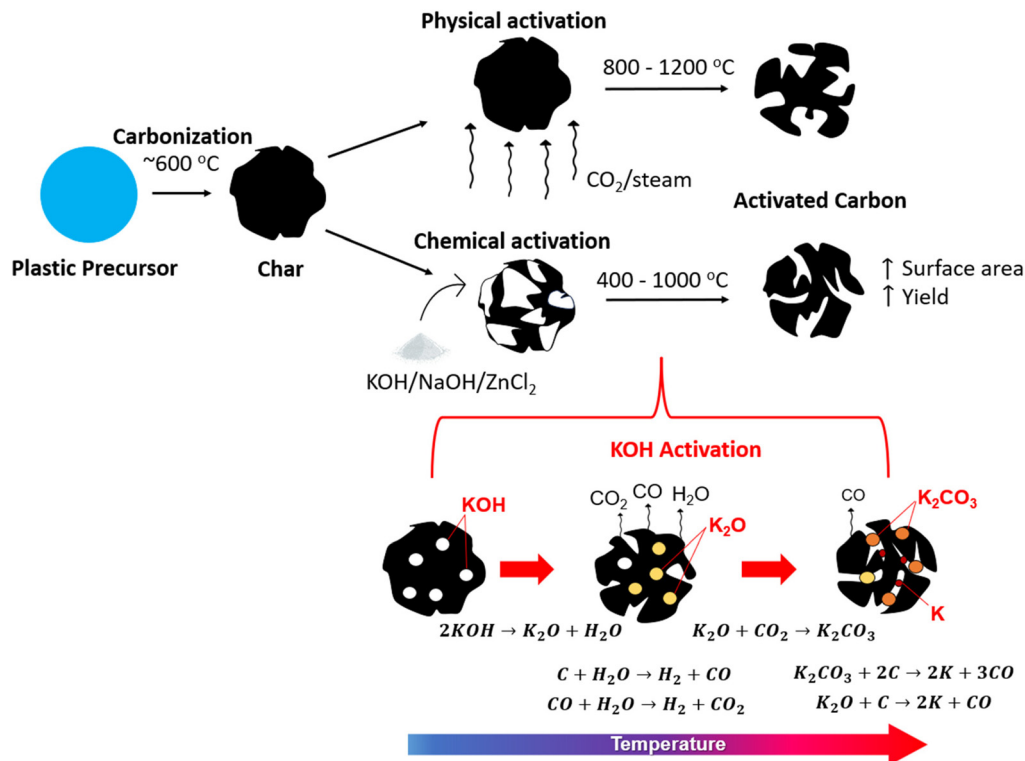 Physical activation
800 - 1200 °C
Carbonization
~600 °C
CO₂/steam
Activated Carbon
Plastic Precursor
Char
Chemical activation
400 - 1000 °C
↑ Surface area
↑ Yield
KOH/NaOH/ZnCl₂
KOH Activation
KOH
CO₂
CO
H₂O
K₂O
CO
K₂CO₃
K
2KOH → K₂O + H₂O
K₂O + CO₂ → K₂CO₃
C + H₂O → H₂ + CO
K₂CO₃ + 2C → 2K + 3CO
CO + H₂O → H₂ + CO₂
K₂O + C → 2K + CO
Temperature